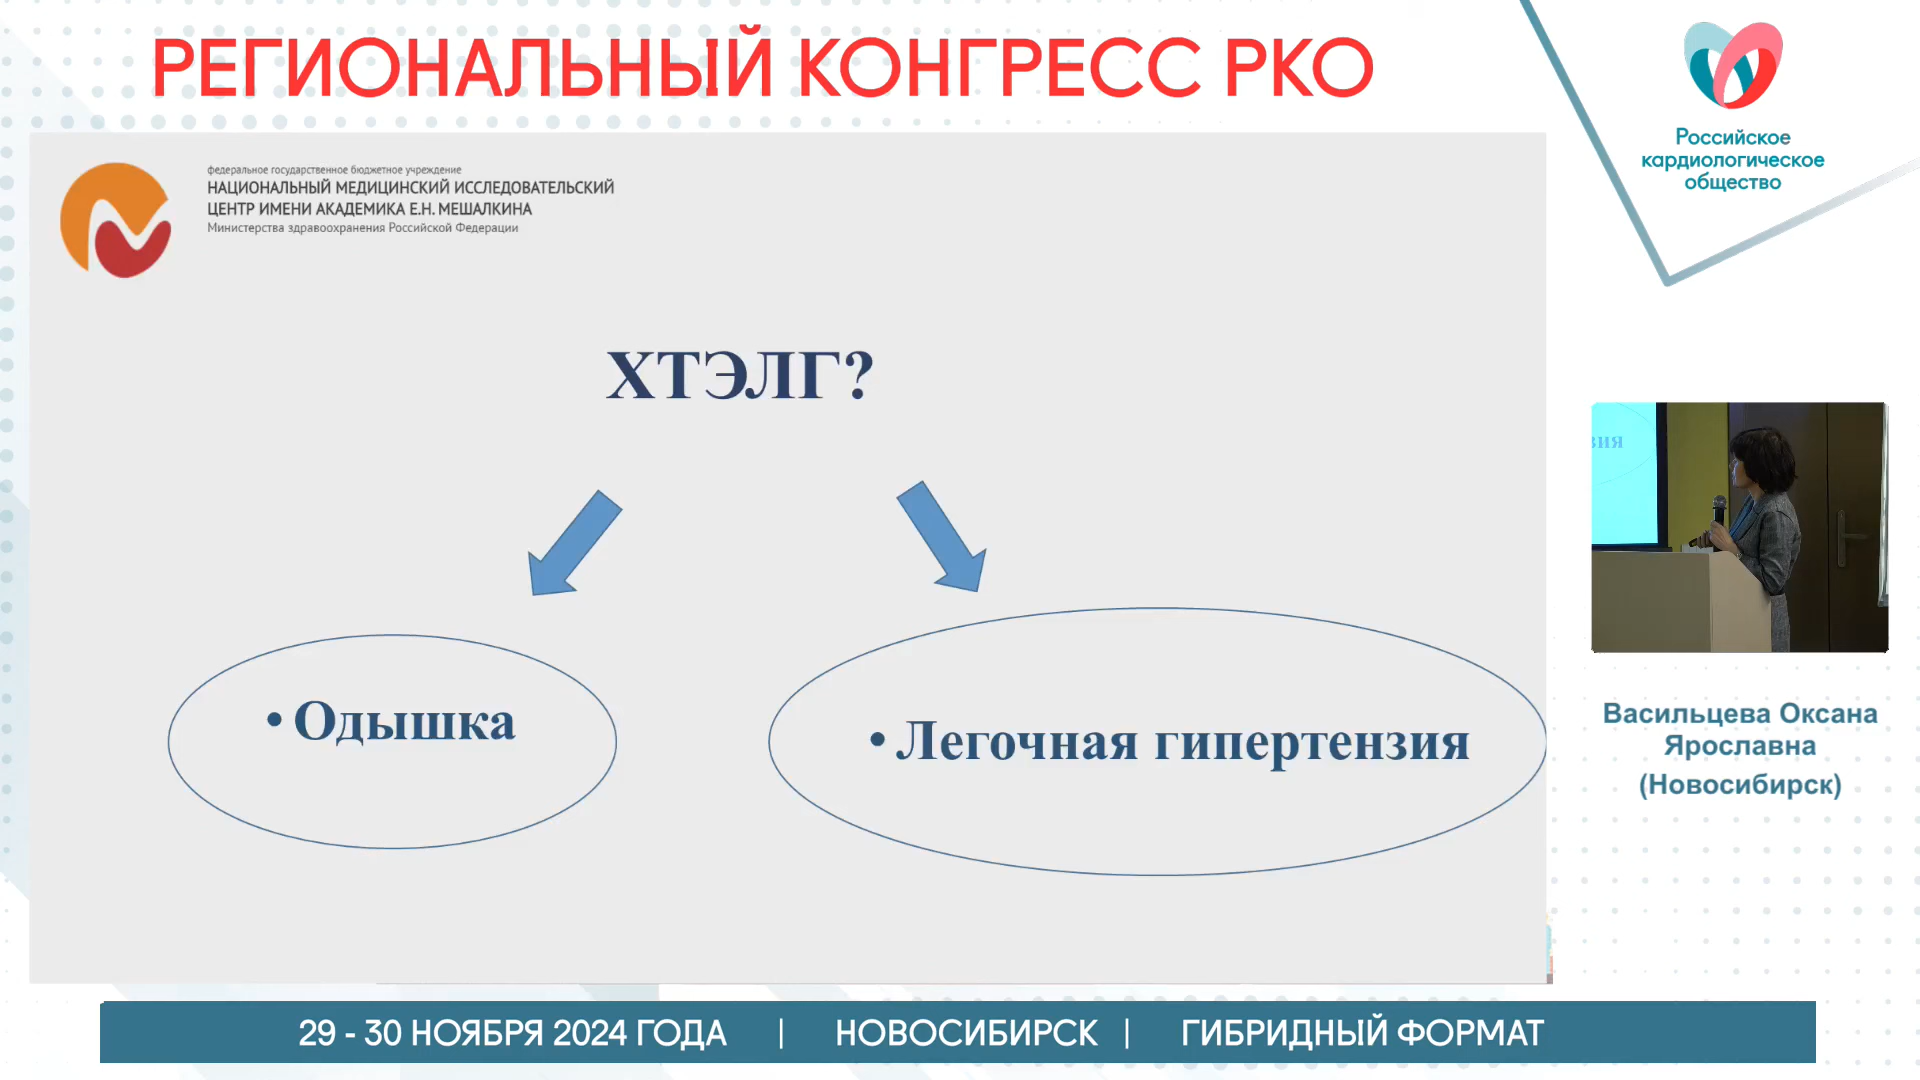 РЕГИОНАЛЬНЫЙ КОНГРЕСС РКО
Российское
кардиологическое
общество
федеральное государственное бюджетное учреждение
НАЦИОНАЛЬНЫЙ МЕДИЦИНСКИЙ ИССЛЕДОВАТЕЛЬСКИЙ
ЦЕНТР ИМЕНИ АКАДЕМИКА Е.Н. МЕШАЛКИНА
Министерства здравоохранения Российской Федерации
ХТЭЛГ?
• Одышка
• Легочная гипертензия
зия
Васильцева Оксана
Ярославна
(Новосибирск)
29 - 30 НОЯБРЯ 2024 ГОДА | НОВОСИБИРСК | ГИБРИДНЫЙ ФОРМАТ